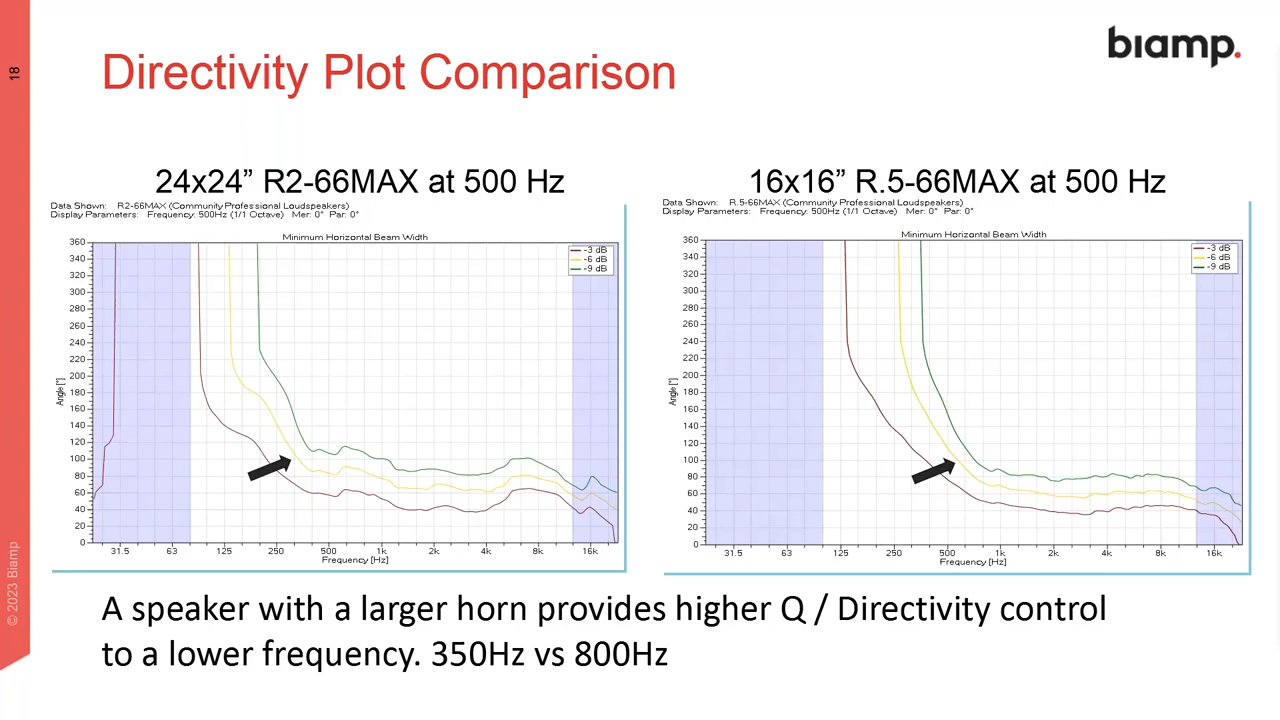 18
biamp.
Directivity Plot Comparison
24x24” R2-66MAX at 500 Hz
Data Shown: R2-66MAX (Community Professional Loudspeakers)
Display Parameters: Frequency: 500Hz (1/1 Octave) Mer: 0° Par: 0°
Minimum Horizontal Beam Width
-3 dB
-6 dB
-9 dB
360
340
320
300
280
260
240
220
200
180
160
140
120
100
80
60
40
20
0
Angle [°]
31.5 63 125 250 500 1k 2k 4k 8k 16k
Frequency [Hz]
16x16” R.5-66MAX at 500 Hz
Data Shown: R.5-66MAX (Community Professional Loudspeakers)
Display Parameters: Frequency: 500Hz (1/1 Octave) Mer: 0° Par: 0°
Minimum Horizontal Beam Width
-3 dB
-6 dB
-9 dB
360
340
320
300
280
260
240
220
200
180
160
140
120
100
80
60
40
20
0
Angle [°]
31.5 63 125 250 500 1k 2k 4k 8k 16k
Frequency [Hz]
A speaker with a larger horn provides higher Q / Directivity control
to a lower frequency. 350Hz vs 800Hz
© 2023 Biamp